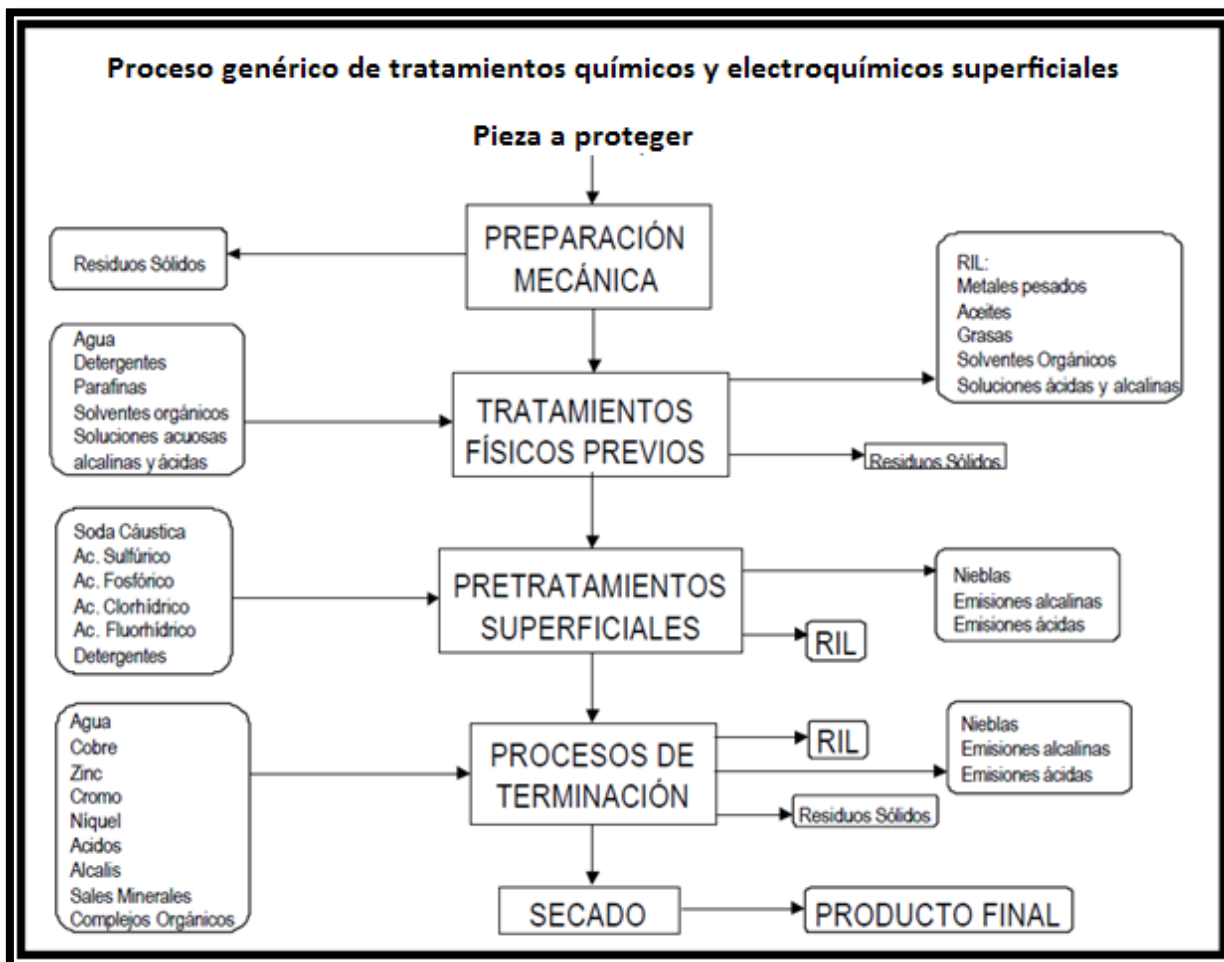 Proceso genérico de tratamientos químicos y electroquímicos superficiales
Pieza a proteger
PREPARACIÓN
MECÁNICA
Residuos Sólidos
RIL:
Metales pesados
Aceites
Grasas
Solventes Orgánicos
Soluciones ácidas y alcalinas
Agua
Detergentes
Parafinas
Solventes orgánicos
Soluciones acuosas
alcalinas y ácidas
TRATAMIENTOS
FÍSICOS PREVIOS
Residuos Sólidos
Soda Cáustica
Ac. Sulfúrico
Ac. Fosfórico
Ac. Clorhídrico
Ac. Fluorhídrico
Detergentes
PRETRATAMIENTOS
SUPERFICIALES
Nieblas
Emisiones alcalinas
Emisiones ácidas
RIL
Agua
Cobre
Zinc
Cromo
Níquel
Acidos
Alcalis
Sales Minerales
Complejos Orgánicos
PROCESOS DE
TERMINACIÓN
RIL
Nieblas
Emisiones alcalinas
Emisiones ácidas
Residuos Sólidos
SECADO
PRODUCTO FINAL